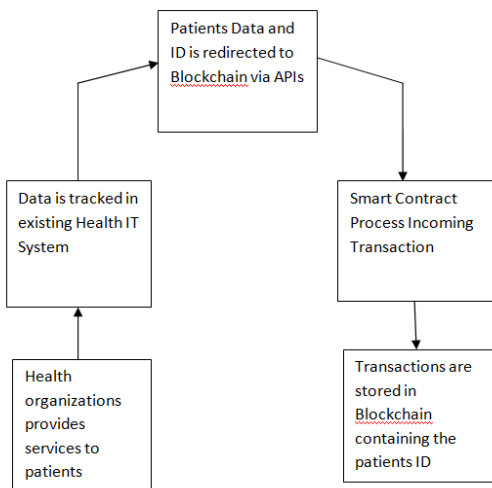 Patients Data and
ID is redirected to
Blockchain via APIs
Data is tracked in
existing Health IT
System
Smart Contract
Process Incoming
Transaction
Health
organizations
provides
services to
patients
Transactions are
stored in
Blockchain
containing the
patients ID